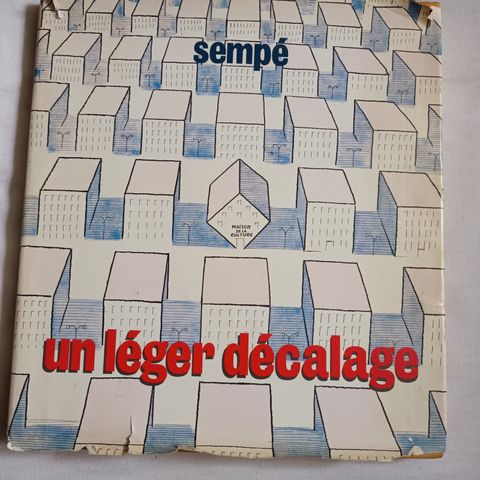 sempé
MAISON
DE LA
CULTURE
un léger décalage